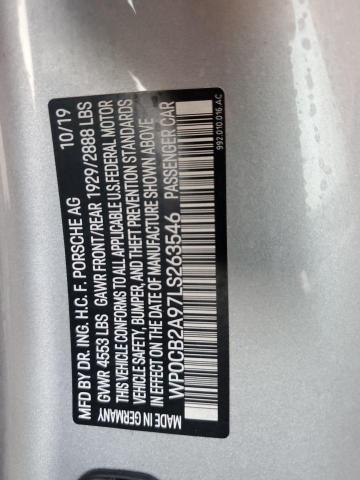 MFD BY DR. ING. H.C. F. PORSCHE AG 10/19
GVWR 4553 LBS GAWR FRONT/REAR 1929/2888 LBS
THIS VEHICLE CONFORMS TO ALL APPLICABLE U.S.FEDERAL MOTOR
VEHICLE SAFETY, BUMPER, AND THEFT PREVENTION STANDARDS
IN EFFECT ON THE DATE OF MANUFACTURE SHOWN ABOVE
WP0CB2A97LS263546 PASSENGER CAR
MADE IN GERMANY
992.010.016.AC